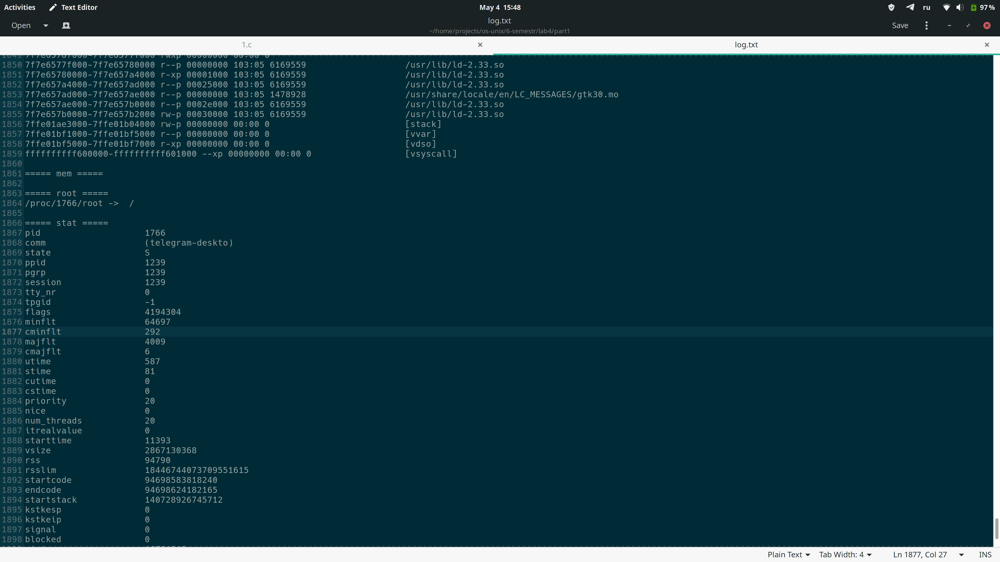 Activities Text Editor May 4 15:48 ru 97 %
Open log.txt Save
~/home/projects/os-unix/6-semestr/lab4/part1
1.c log.txt
1850 7f7e6577f000-7f7e65780000 r--p 00000000 103:05 6169559 /usr/lib/ld-2.33.so
1851 7f7e65780000-7f7e657a4000 r-xp 00001000 103:05 6169559 /usr/lib/ld-2.33.so
1852 7f7e657a4000-7f7e657ad000 r--p 00025000 103:05 6169559 /usr/lib/ld-2.33.so
1853 7f7e657ad000-7f7e657ae000 r--p 00000000 103:05 1478928 /usr/share/locale/en/LC_MESSAGES/gtk30.mo
1854 7f7e657ae000-7f7e657b0000 r--p 0002e000 103:05 6169559 /usr/lib/ld-2.33.so
1855 7f7e657b0000-7f7e657b2000 rw-p 00030000 103:05 6169559 /usr/lib/ld-2.33.so
1856 7ffe01ae3000-7ffe01b04000 rw-p 00000000 00:00 0 [stack]
1857 7ffe01bf1000-7ffe01bf5000 r--p 00000000 00:00 0 [vvar]
1858 7ffe01bf5000-7ffe01bf7000 r-xp 00000000 00:00 0 [vdso]
1859 ffffffffff600000-ffffffffff601000 --xp 00000000 00:00 0 [vsyscall]
1860
1861 ===== mem =====
1862
1863 ===== root =====
1864 /proc/1766/root -> /
1865
1866 ===== stat =====
1867 pid 1766
1868 comm (telegram-deskto)
1869 state S
1870 ppid 1239
1871 pgrp 1239
1872 session 1239
1873 tty_nr 0
1874 tpgid -1
1875 flags 4194304
1876 minflt 64697
1877 cminflt 292
1878 majflt 4009
1879 cmajflt 6
1880 utime 587
1881 stime 81
1882 cutime 0
1883 cstime 0
1884 priority 20
1885 nice 0
1886 num_threads 20
1887 itrealvalue 0
1888 starttime 11393
1889 vsize 2867130368
1890 rss 94790
1891 rsslim 18446744073709551615
1892 startcode 94698583818240
1893 endcode 94698624182165
1894 startstack 140728926745712
1895 kstkesp 0
1896 kstkeip 0
1897 signal 0
1898 blocked 0
Plain Text Tab Width: 4 Ln 1877, Col 27 INS